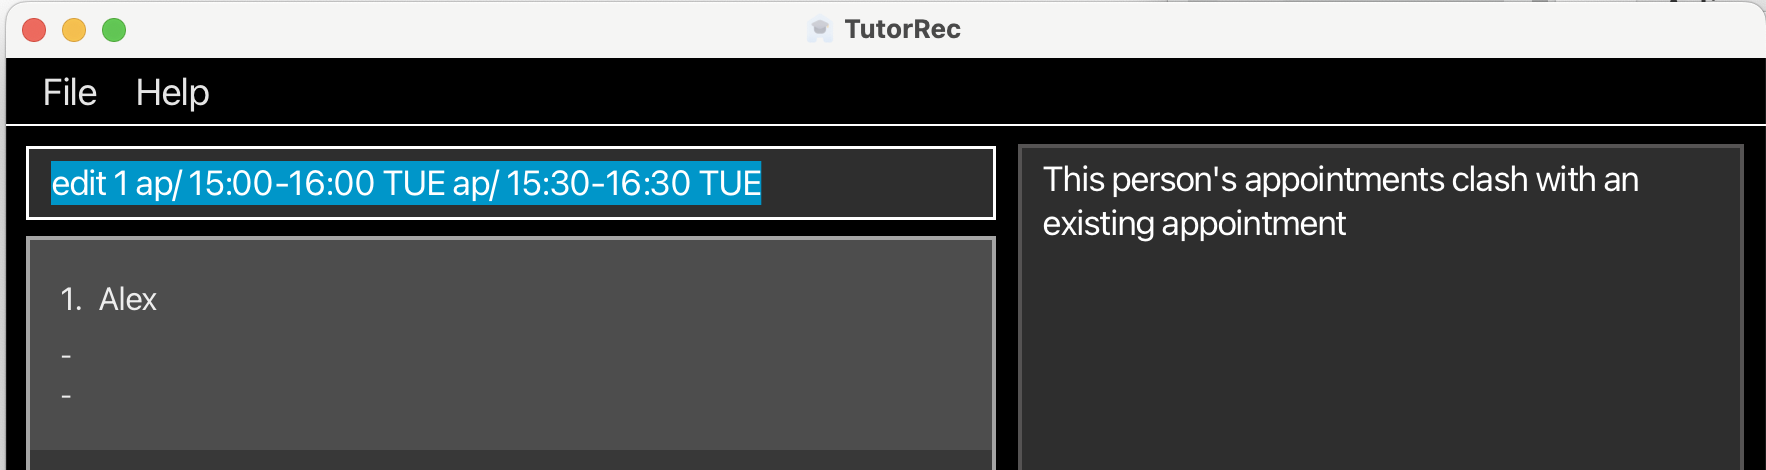 TutorRec
File Help
edit 1 ap/ 15:00-16:00 TUE ap/ 15:30-16:30 TUE
This person's appointments clash with an
existing appointment
1. Alex
-
-